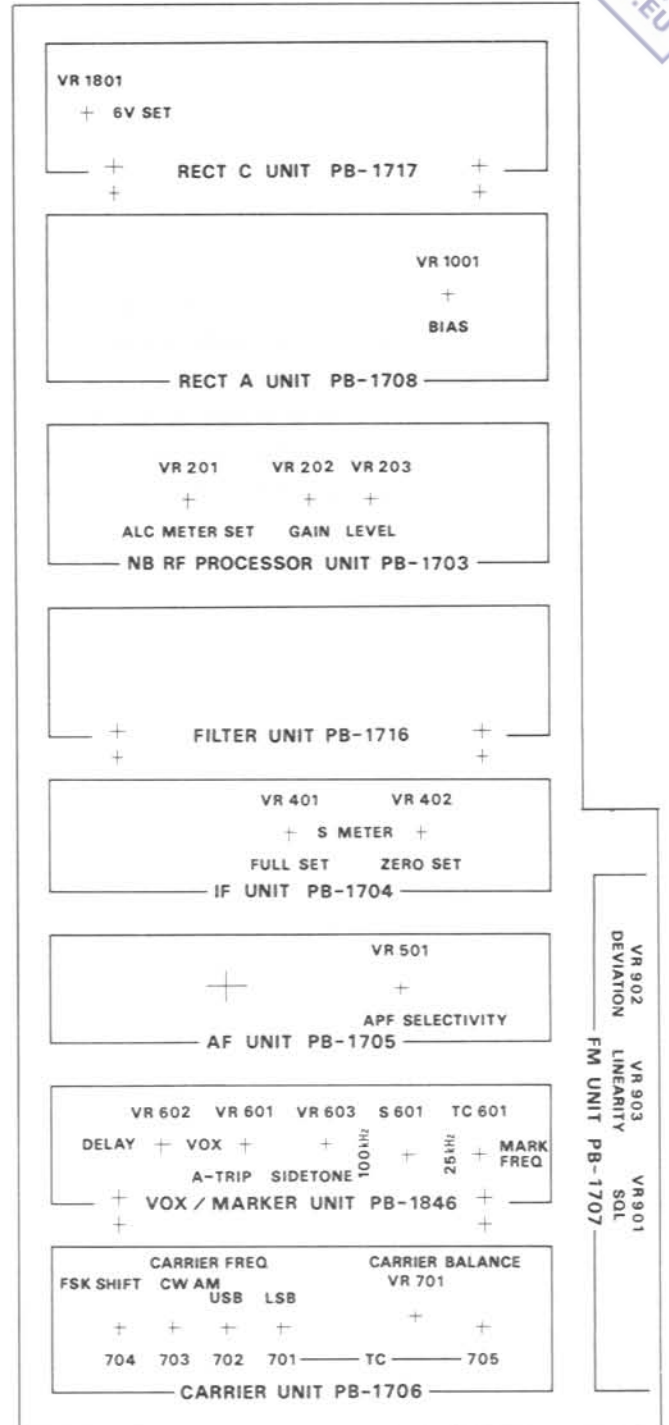 .EU
VR 1801
6V SET
RECT C UNIT PB-1717
VR 1001
BIAS
RECT A UNIT PB-1708
VR 201 VR 202 VR 203
ALC METER SET GAIN LEVEL
NB RF PROCESSOR UNIT PB-1703
FILTER UNIT PB-1716
VR 401 VR 402
S METER
FULL SET ZERO SET
IF UNIT PB-1704
VR 501
APF SELECTIVITY
AF UNIT PB-1705
VR 602 VR 601 VR 603 S 601 TC 601
DELAY VOX 100kHz 25kHz MARK
FREQ
A-TRIP SIDETONE
VOX / MARKER UNIT PB-1846
CARRIER FREQ CARRIER BALANCE
FSK SHIFT CW AM VR 701
USB LSB
704 703 702 701 TC 705
CARRIER UNIT PB-1706
VR 902 VR 903 VR 901
DEVIATION LINEARITY SQL
FM UNIT PB-1707